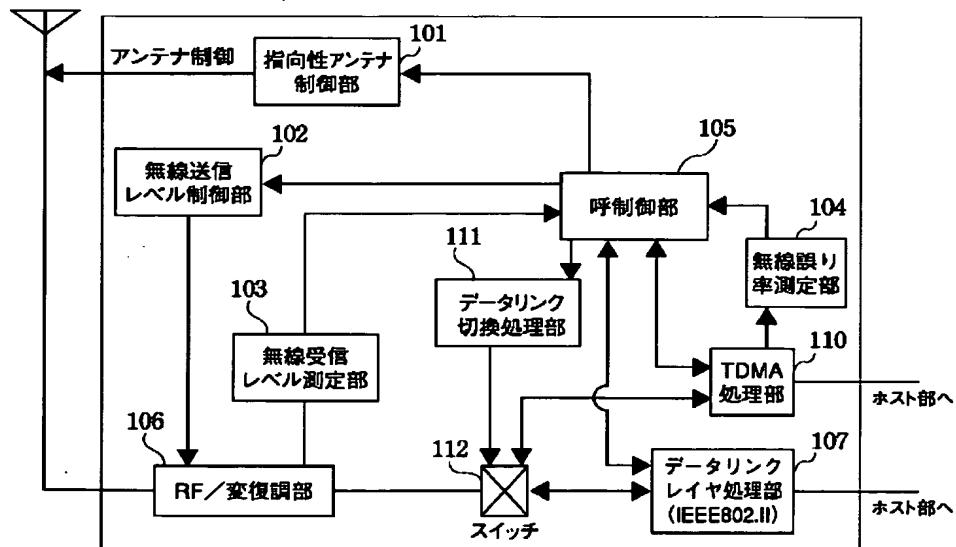 101
アンテナ制御
指向性アンテナ
制御部
102
無線送信
レベル制御部
105
呼制御部
104
無線誤り
率測定部
111
データリンク
切換処理部
103
無線受信
レベル測定部
110
TDMA
処理部
ホスト部へ
106
RF/変復調部
112
スイッチ
107
データリンク
レイヤ処理部
(IEEE802.II)
ホスト部へ